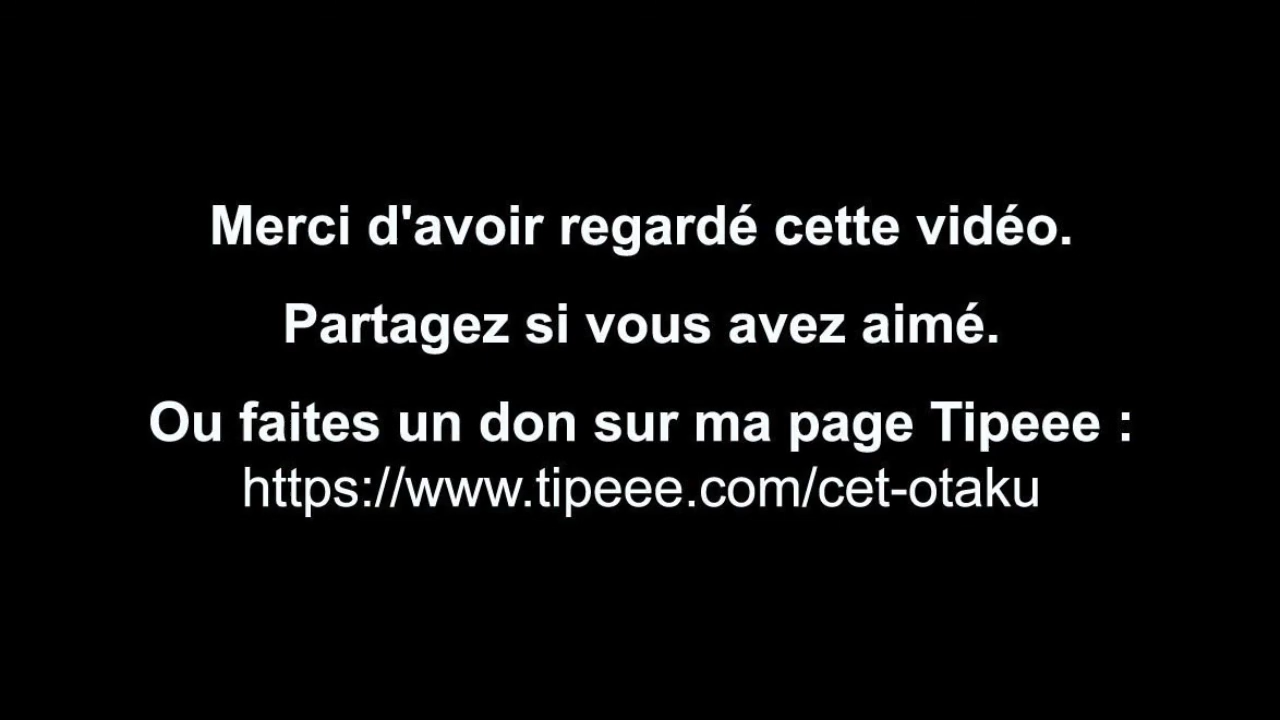 Merci d'avoir regardé cette vidéo.
Partagez si vous avez aimé.
Ou faites un don sur ma page Tipeee :
https://www.tipeee.com/cet-otaku